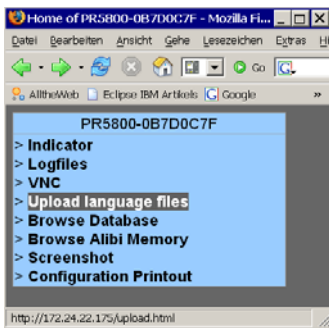 Home of PR5800-0B7D0C7F - Mozilla Fi...
Datei Bearbeiten Ansicht Gehe Lesezeichen Extras Hi
Go G
AlltheWeb Eclipse IBM Artikels Google »
PR5800-0B7D0C7F
> Indicator
> Logfiles
> VNC
> Upload language files
> Browse Database
> Browse Alibi Memory
> Screenshot
> Configuration Printout
http://172.24.22.175/upload.html